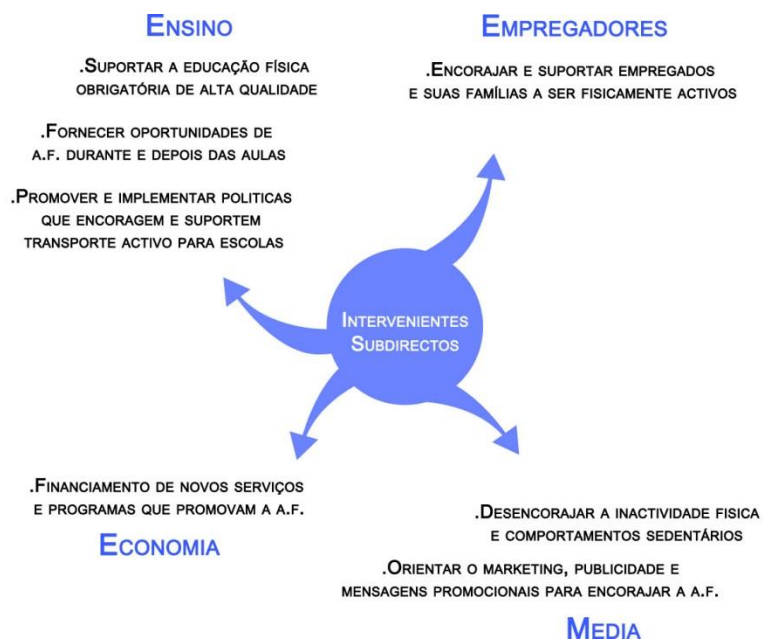 ENSINO
.SUPORTAR A EDUCAÇÃO FÍSICA
OBRIGATÓRIA DE ALTA QUALIDADE
.FORNECER OPORTUNIDADES DE
A.F. DURANTE E DEPOIS DAS AULAS
.PROMOVER E IMPLEMENTAR POLITICAS
QUE ENCORAGEM E SUPORTEM
TRANSPORTE ACTIVO PARA ESCOLAS
EMPREGADORES
.ENCORAJAR E SUPORTAR EMPREGADOS
E SUAS FAMÍLIAS A SER FISICAMENTE ACTIVOS
INTERVENIENTES
SUBDIRECTOS
.FINANCIAMENTO DE NOVOS SERVIÇOS
E PROGRAMAS QUE PROMOVAM A A.F.
ECONOMIA
.DESENCORAJAR A INACTIVIDADE FISICA
E COMPORTAMENTOS SEDENTÁRIOS
.ORIENTAR O MARKETING, PUBLICIDADE E
MENSAGENS PROMOCIONAIS PARA ENCORAJAR A A.F.
MEDIA